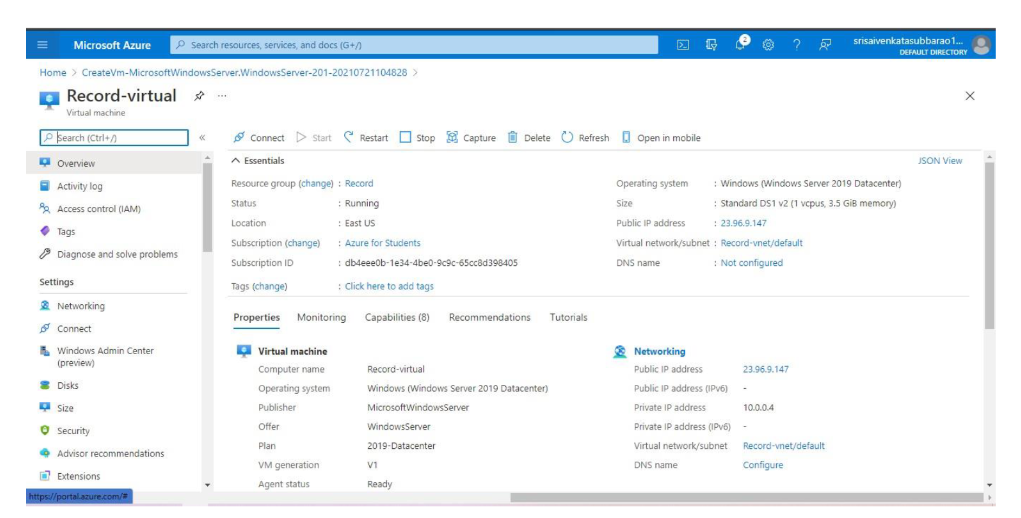 Microsoft Azure
Search resources, services, and docs (G+/)
2
?
srisaivenkatasubbarao1...
DEFAULT DIRECTORY
Home > CreateVm-MicrosoftWindowsServer.WindowsServer-201-20210721104828 >
Record-virtual ...
Virtual machine
Search (Ctrl+/)
«
Connect Start Restart Stop Capture Delete Refresh Open in mobile
Overview
Activity log
Access control (IAM)
Tags
Diagnose and solve problems
Settings
Networking
Connect
Windows Admin Center
(preview)
Disks
Size
Security
Advisor recommendations
Extensions
https://portal.azure.com/#
Essentials
JSON View
Resource group (change) : Record
Status : Running
Location : East US
Subscription (change) : Azure for Students
Subscription ID : db4eee0b-1e34-4be0-9c9c-65cc8d398405
Tags (change) : Click here to add tags
Operating system : Windows (Windows Server 2019 Datacenter)
Size : Standard DS1 v2 (1 vcpus, 3.5 GiB memory)
Public IP address : 23.96.9.147
Virtual network/subnet : Record-vnet/default
DNS name : Not configured
Properties Monitoring Capabilities (8) Recommendations Tutorials
Virtual machine
Computer name Record-virtual
Operating system Windows (Windows Server 2019 Datacenter)
Publisher MicrosoftWindowsServer
Offer WindowsServer
Plan 2019-Datacenter
VM generation V1
Agent status Ready
Networking
Public IP address 23.96.9.147
Public IP address (IPv6) -
Private IP address 10.0.0.4
Private IP address (IPv6) -
Virtual network/subnet Record-vnet/default
DNS name Configure